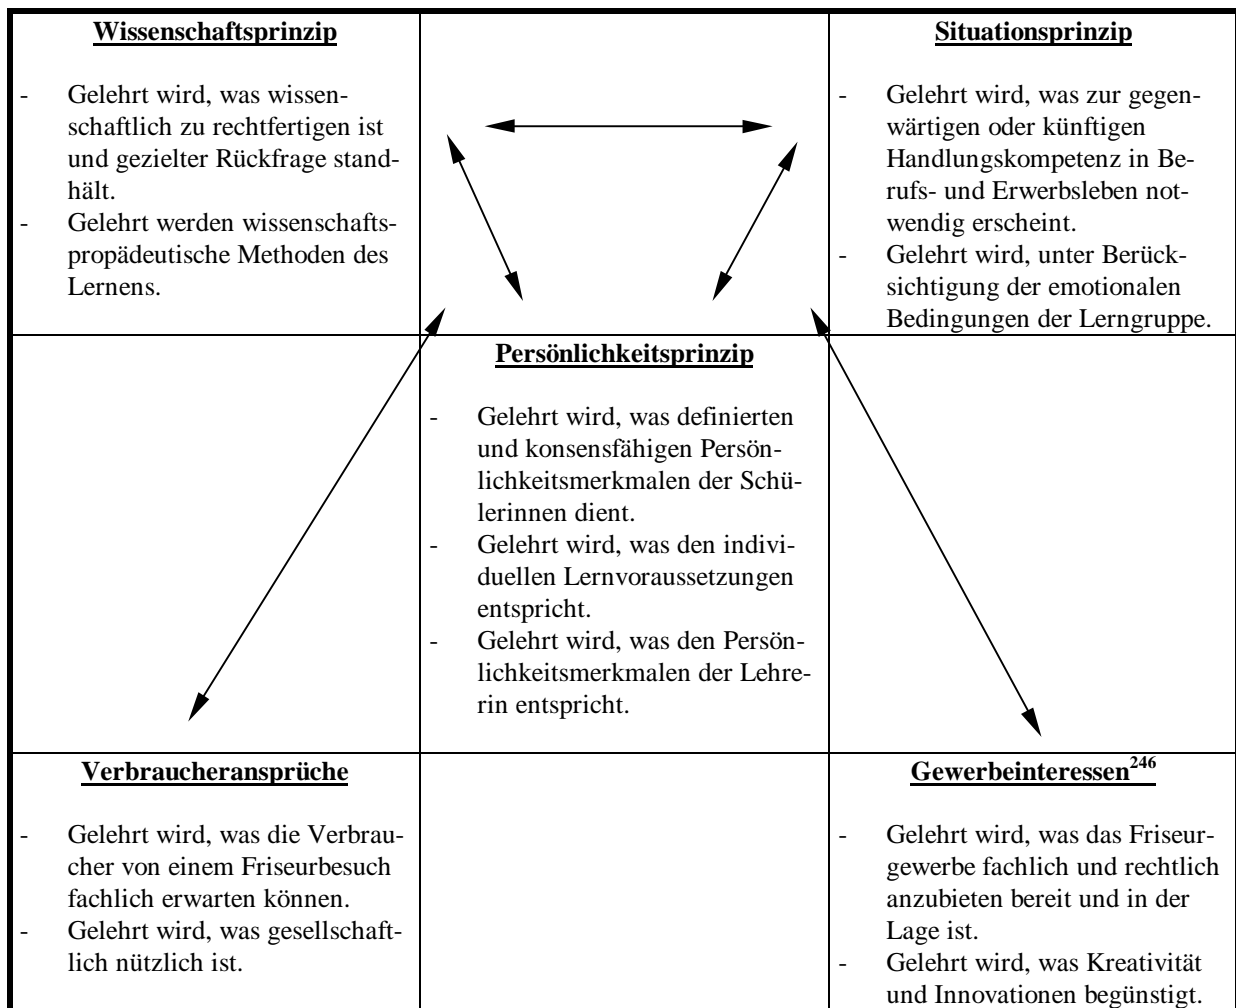 Wissenschaftsprinzip
- Gelehrt wird, was wissen-
schaftlich zu rechtfertigen ist
und gezielter Rückfrage stand-
hält.
- Gelehrt werden wissenschafts-
propädeutische Methoden des
Lernens.
Situationsprinzip
- Gelehrt wird, was zur gegen-
wärtigen oder künftigen
Handlungskompetenz in Be-
rufs- und Erwerbsleben not-
wendig erscheint.
- Gelehrt wird, unter Berück-
sichtigung der emotionalen
Bedingungen der Lerngruppe.
Persönlichkeitsprinzip
- Gelehrt wird, was definierten
und konsensfähigen Persön-
lichkeitsmerkmalen der Schü-
lerinnen dient.
- Gelehrt wird, was den indivi-
duellen Lernvoraussetzungen
entspricht.
- Gelehrt wird, was den Persön-
lichkeitsmerkmalen der Lehre-
rin entspricht.
Verbraucheransprüche
- Gelehrt wird, was die Verbrau-
cher von einem Friseurbesuch
fachlich erwarten können.
- Gelehrt wird, was gesellschaft-
lich nützlich ist.
Gewerbeinteressen246
- Gelehrt wird, was das Friseur-
gewerbe fachlich und rechtlich
anzubieten bereit und in der
Lage ist.
- Gelehrt wird, was Kreativität
und Innovationen begünstigt.